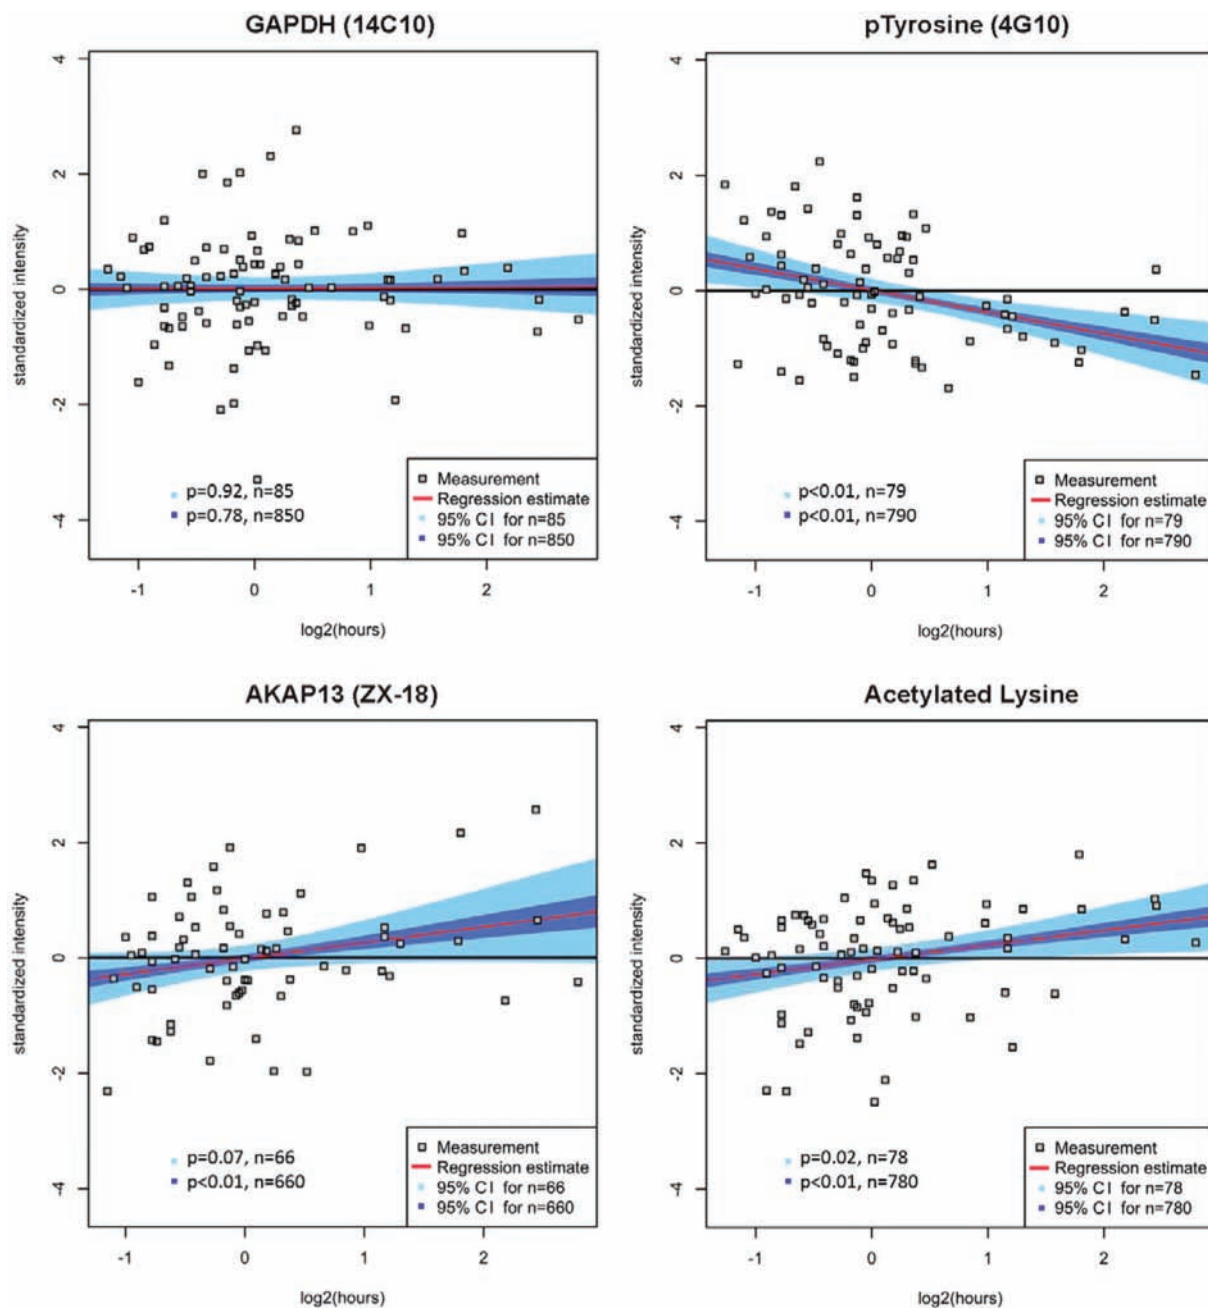 GAPDH (14C10)
4
2
0
-2
-4
standardized intensity
p=0.92, n=85
p=0.78, n=850
Measurement
Regression estimate
95% CI for n=85
95% CI for n=850
-1 0 1 2
log2(hours)
pTyrosine (4G10)
4
2
0
-2
-4
standardized intensity
p<0.01, n=79
p<0.01, n=790
Measurement
Regression estimate
95% CI for n=79
95% CI for n=790
-1 0 1 2
log2(hours)
AKAP13 (ZX-18)
4
2
0
-2
-4
standardized intensity
p=0.07, n=66
p<0.01, n=660
Measurement
Regression estimate
95% CI for n=66
95% CI for n=660
-1 0 1 2
log2(hours)
Acetylated Lysine
4
2
0
-2
-4
standardized intensity
p=0.02, n=78
p<0.01, n=780
Measurement
Regression estimate
95% CI for n=78
95% CI for n=780
-1 0 1 2
log2(hours)